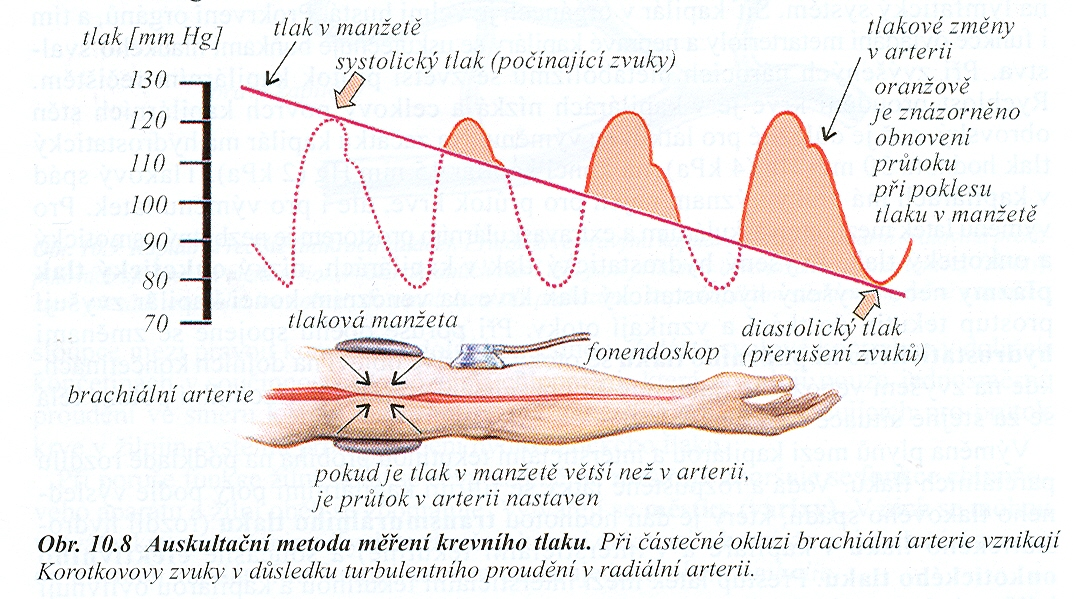 tlak [mm Hg]
130
120
110
100
90
80
70
tlak v manžetě
systolický tlak (počínající zvuky)
tlakové změny
v arterii
oranžově
je znázorněno
obnovení
průtoku
při poklesu
tlaku v manžetě
diastolický tlak
(přerušení zvuků)
tlaková manžeta
fonendoskop
brachiální arterie
pokud je tlak v manžetě větší než v arterii,
je průtok v arterii nastaven
Obr. 10.8 Auskultační metoda měření krevního tlaku. Při částečné okluzi brachiální arterie vznikají
Korotkovovy zvuky v důsledku turbulentního proudění v radiální arterii.